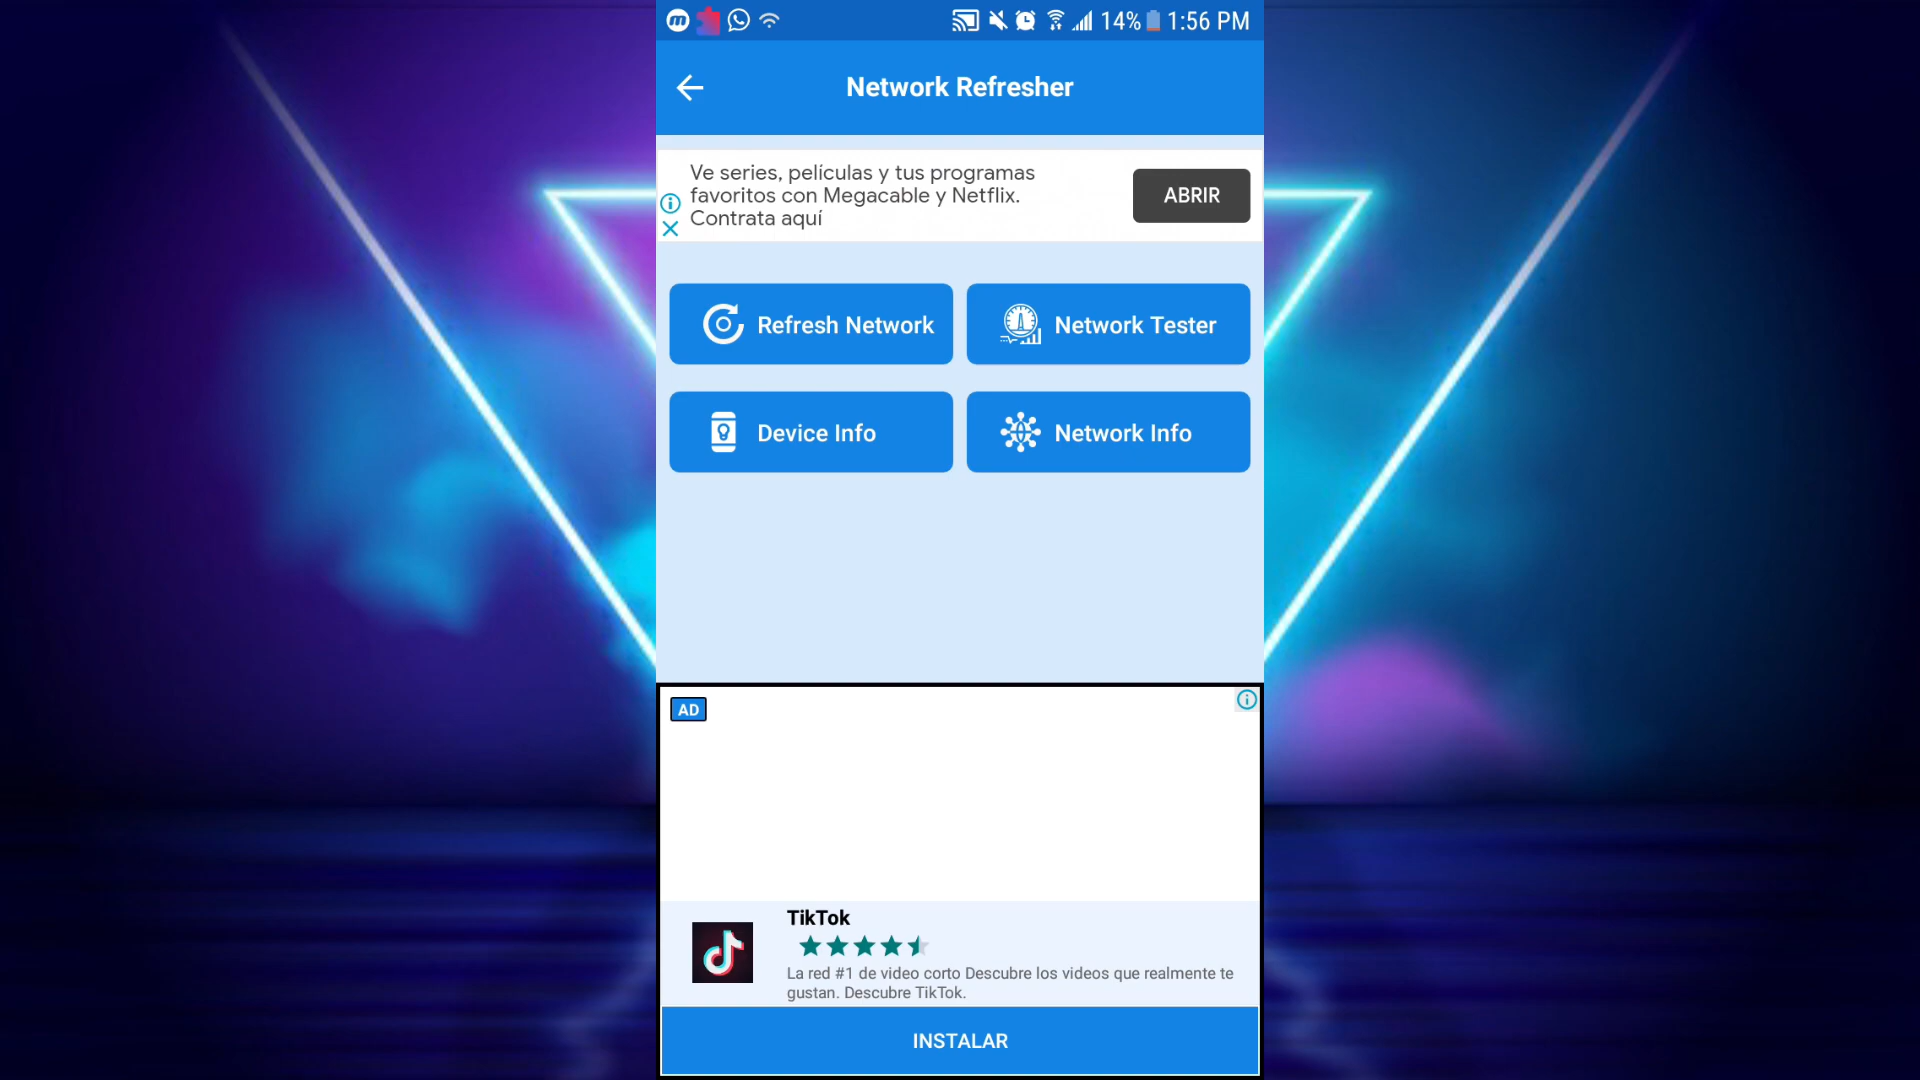 14% 1:56 PM
Network Refresher
Ve series, películas y tus programas
favoritos con Megacable y Netflix.
Contrata aquí
ABRIR
Refresh Network
Network Tester
Device Info
Network Info
AD
TikTok
La red #1 de video corto Descubre los videos que realmente te
gustan. Descubre TikTok.
INSTALAR